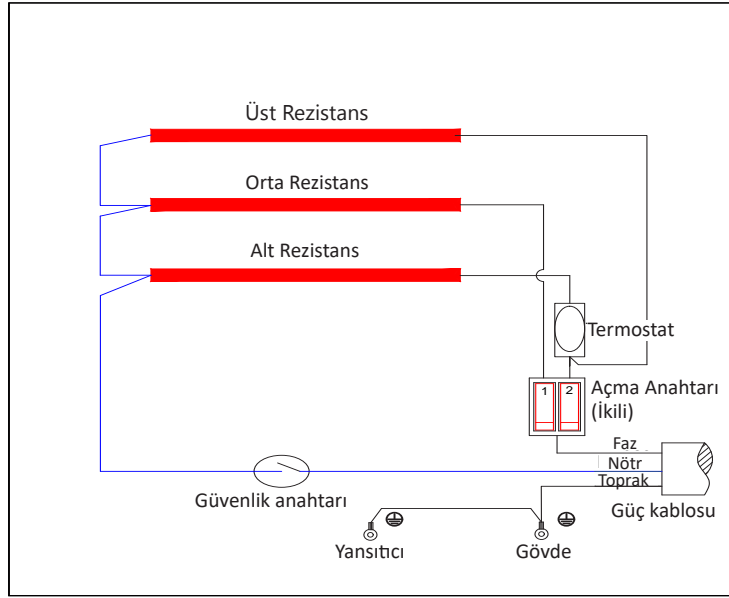 Üst Rezistans
Orta Rezistans
Alt Rezistans
Termostat
1 2
Açma Anahtarı
(İkili)
Faz
Nötr
Toprak
Güç kablosu
Güvenlik anahtarı
Yansıtıcı
Gövde